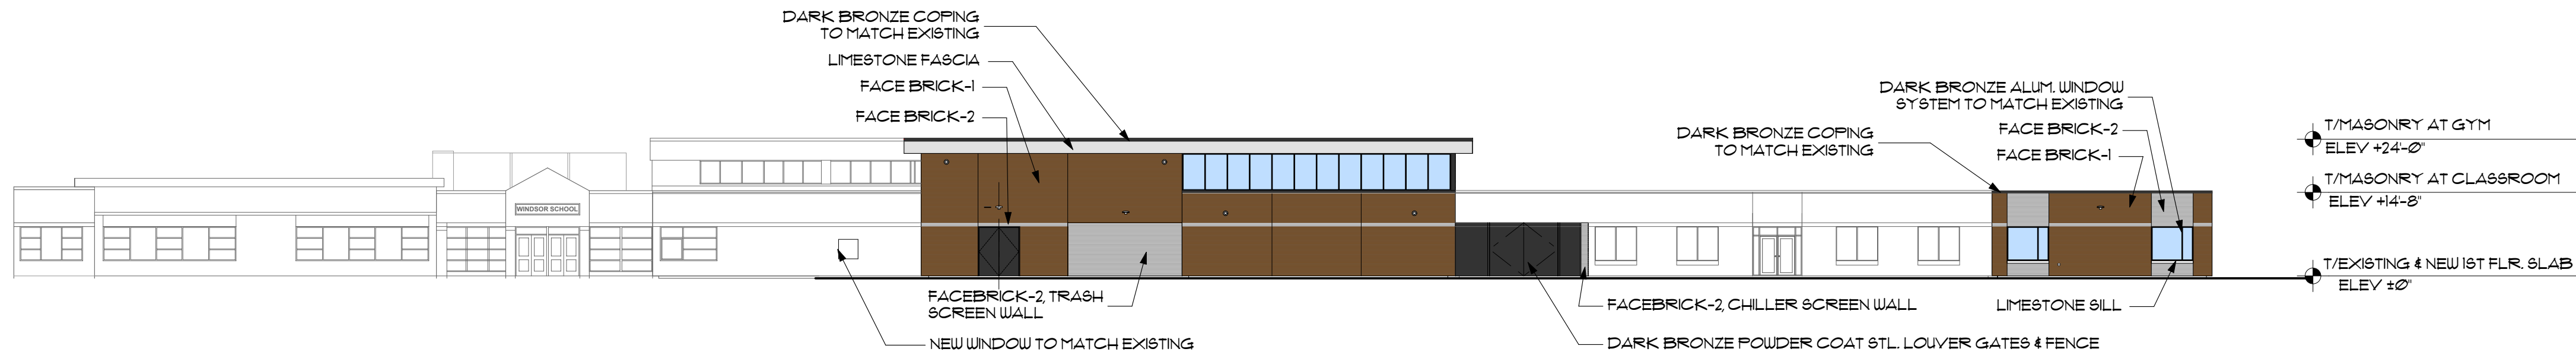 DARK BRONZE COPING
TO MATCH EXISTING
LIMESTONE FASCIA
FACE BRICK-1
FACE BRICK-2
DARK BRONZE ALUM. WINDOW
SYSTEM TO MATCH EXISTING
FACE BRICK-2
FACE BRICK-1
DARK BRONZE COPING
TO MATCH EXISTING
T/MASONRY AT GYM
ELEV +24'-0"
T/MASONRY AT CLASSROOM
ELEV +14'-8"
WINDSOR SCHOOL
T/EXISTING & NEW 1ST FLR. SLAB
ELEV ±0"
FACEBRICK-2, TRASH
SCREEN WALL
FACEBRICK-2, CHILLER SCREEN WALL
LIMESTONE SILL
NEW WINDOW TO MATCH EXISTING
DARK BRONZE POWDER COAT STL. LOUVER GATES & FENCE